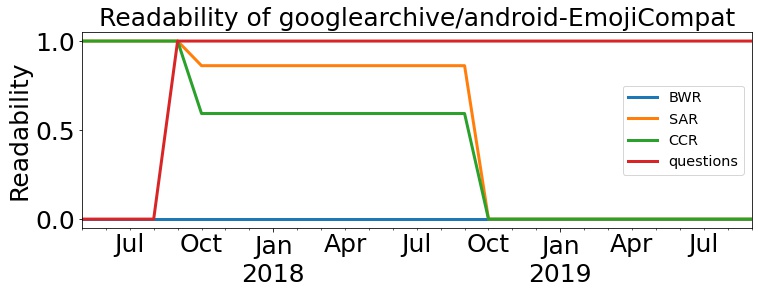 Readability of googlearchive/android-EmojiCompat
Readability
1.0
0.5
0.0
BWR
SAR
CCR
questions
Jul Oct Jan Apr Jul Oct Jan Apr Jul
2018 2019